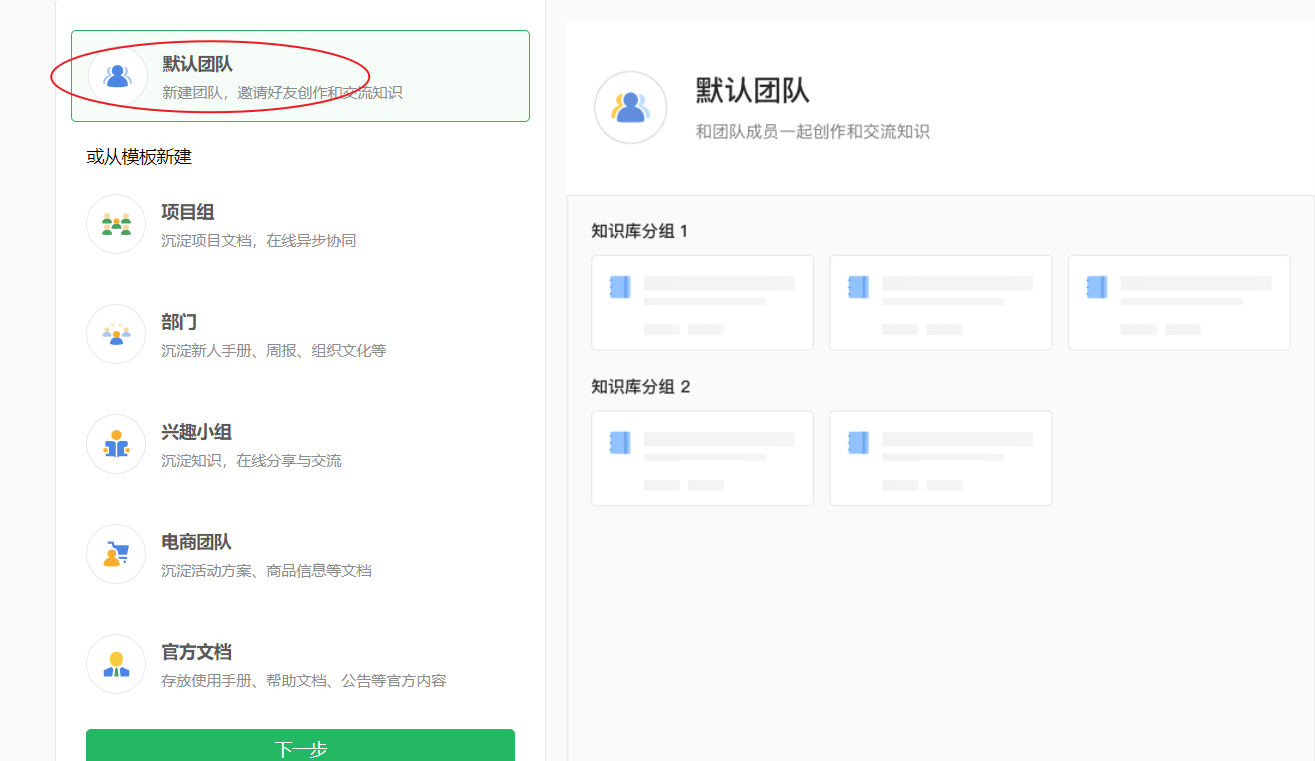 默认团队
新建团队，邀请好友创作和交流知识
或从模板新建
项目组
沉淀项目文档，在线异步协同
部门
沉淀新人手册、周报、组织文化等
兴趣小组
沉淀知识，在线分享与交流
电商团队
沉淀活动方案、商品信息等文档
官方文档
存放使用手册、帮助文档、公告等官方内容
下一步
默认团队
和团队成员一起创作和交流知识
知识库分组 1
知识库分组 2